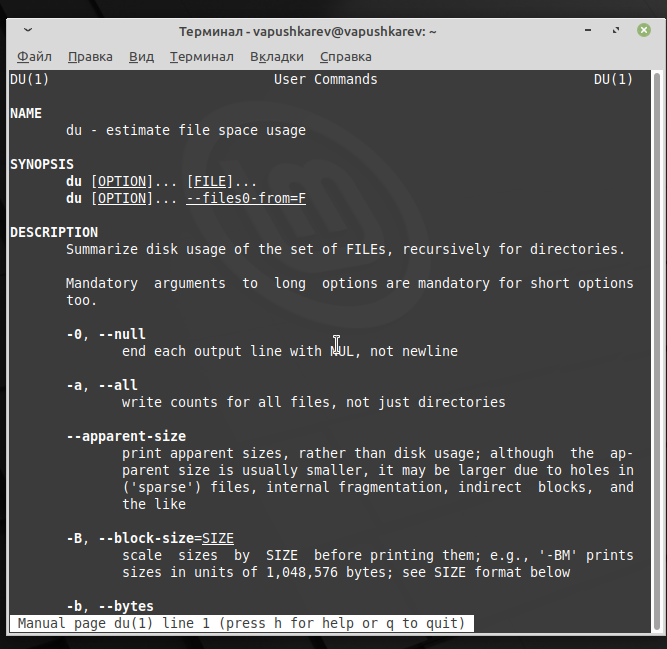 Терминал - vapushkarev@vapushkarev: ~
Файл Правка Вид Терминал Вкладки Справка
DU(1) User Commands DU(1)
NAME
du - estimate file space usage
SYNOPSIS
du [OPTION]... [FILE]...
du [OPTION]... --files0-from=F
DESCRIPTION
Summarize disk usage of the set of FILEs, recursively for directories.
Mandatory arguments to long options are mandatory for short options
too.
-0, --null
end each output line with NUL, not newline
-a, --all
write counts for all files, not just directories
--apparent-size
print apparent sizes, rather than disk usage; although the ap-
parent size is usually smaller, it may be larger due to holes in
('sparse') files, internal fragmentation, indirect blocks, and
the like
-B, --block-size=SIZE
scale sizes by SIZE before printing them; e.g., '-BM' prints
sizes in units of 1,048,576 bytes; see SIZE format below
-b, --bytes
Manual page du(1) line 1 (press h for help or q to quit)